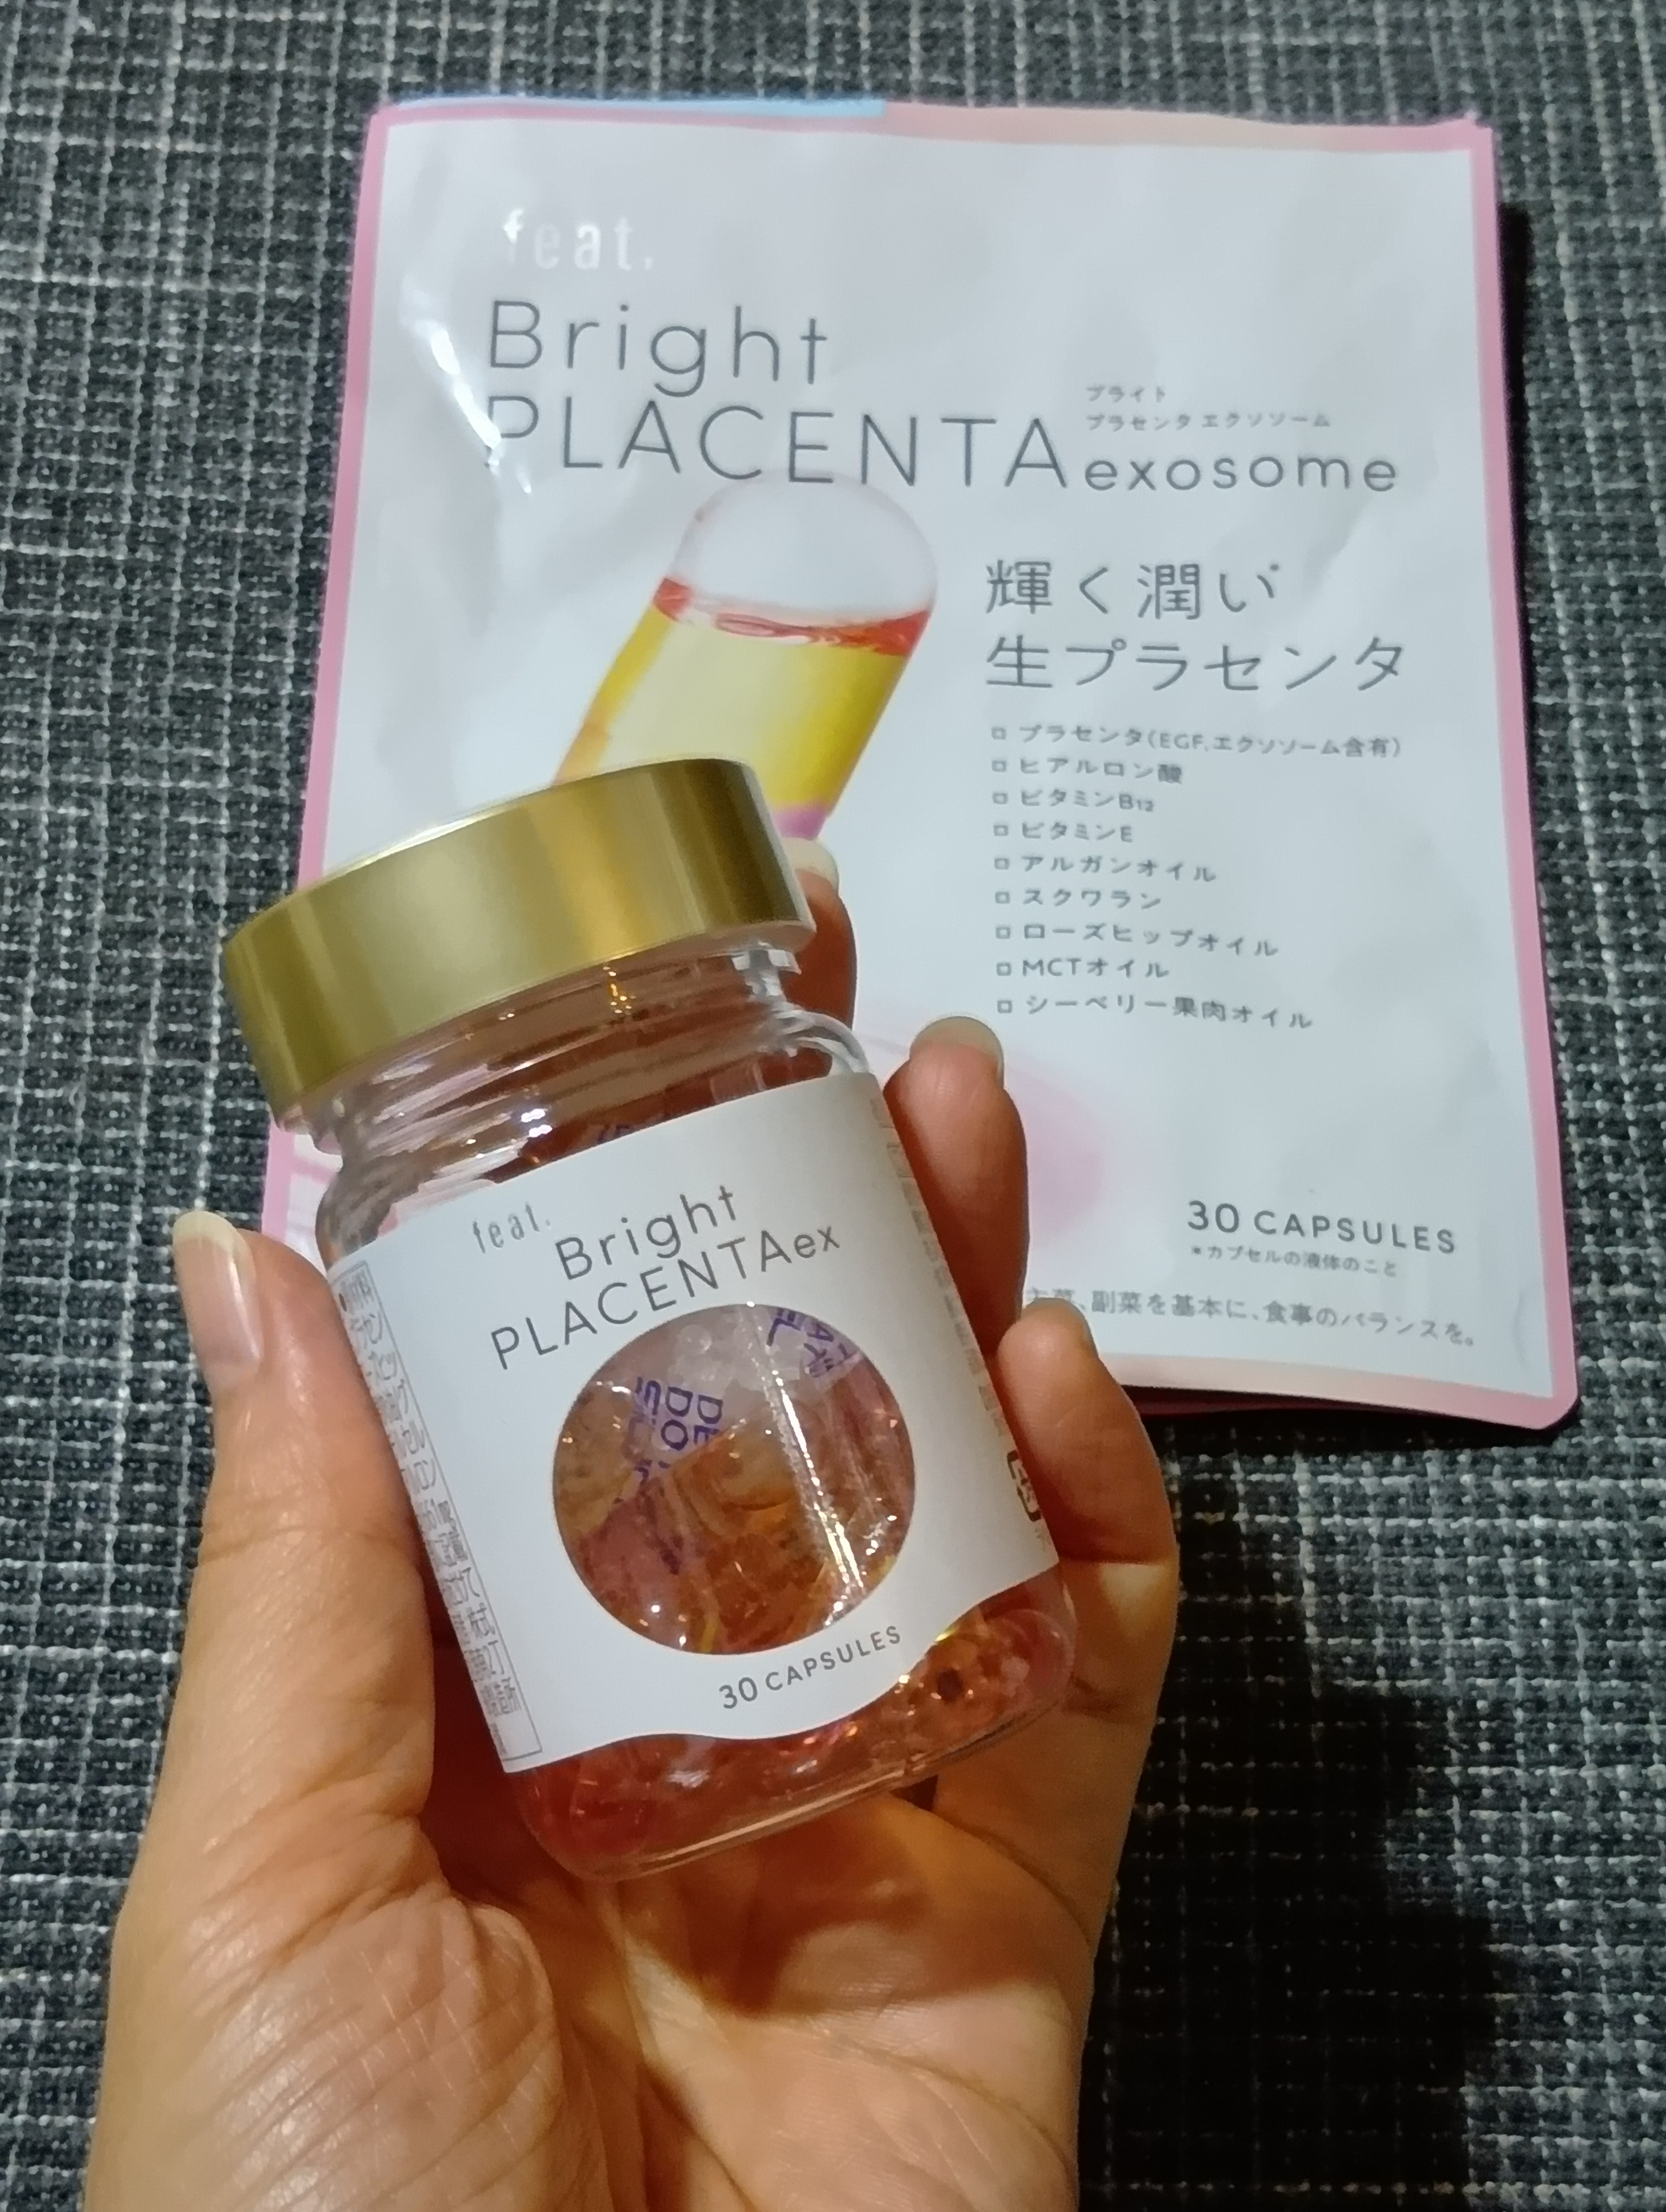 feat.
Bright
PLACENTA
ブライト
プラセンタ エクソソーム
exosome
輝く潤い
生プラセンタ
プラセンタ(EGF,エクソソーム含有)
ヒアルロン酸
ビタミンB12
ビタミンE
アルガンオイル
スクワラン
ローズヒップオイル
MCTオイル
シーベリー果肉オイル
30 CAPSULES
*カプセルの液体のこと
主菜、副菜を基本に、食事のバランスを。
feat.
Bright
PLACENTAex
30 CAPSULES